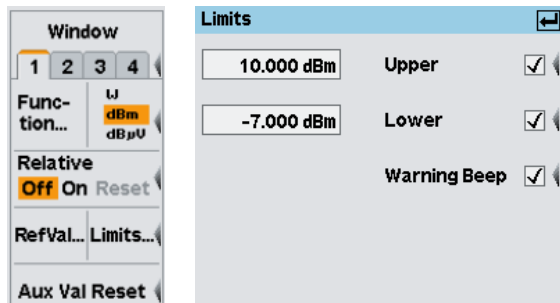 Window
1 2 3 4
Func-
tion...
W
dBm
dBµV
Relative
Off On Reset
RefVal... Limits...
Aux Val Reset
Limits
10.000 dBm Upper
-7.000 dBm Lower
Warning Beep